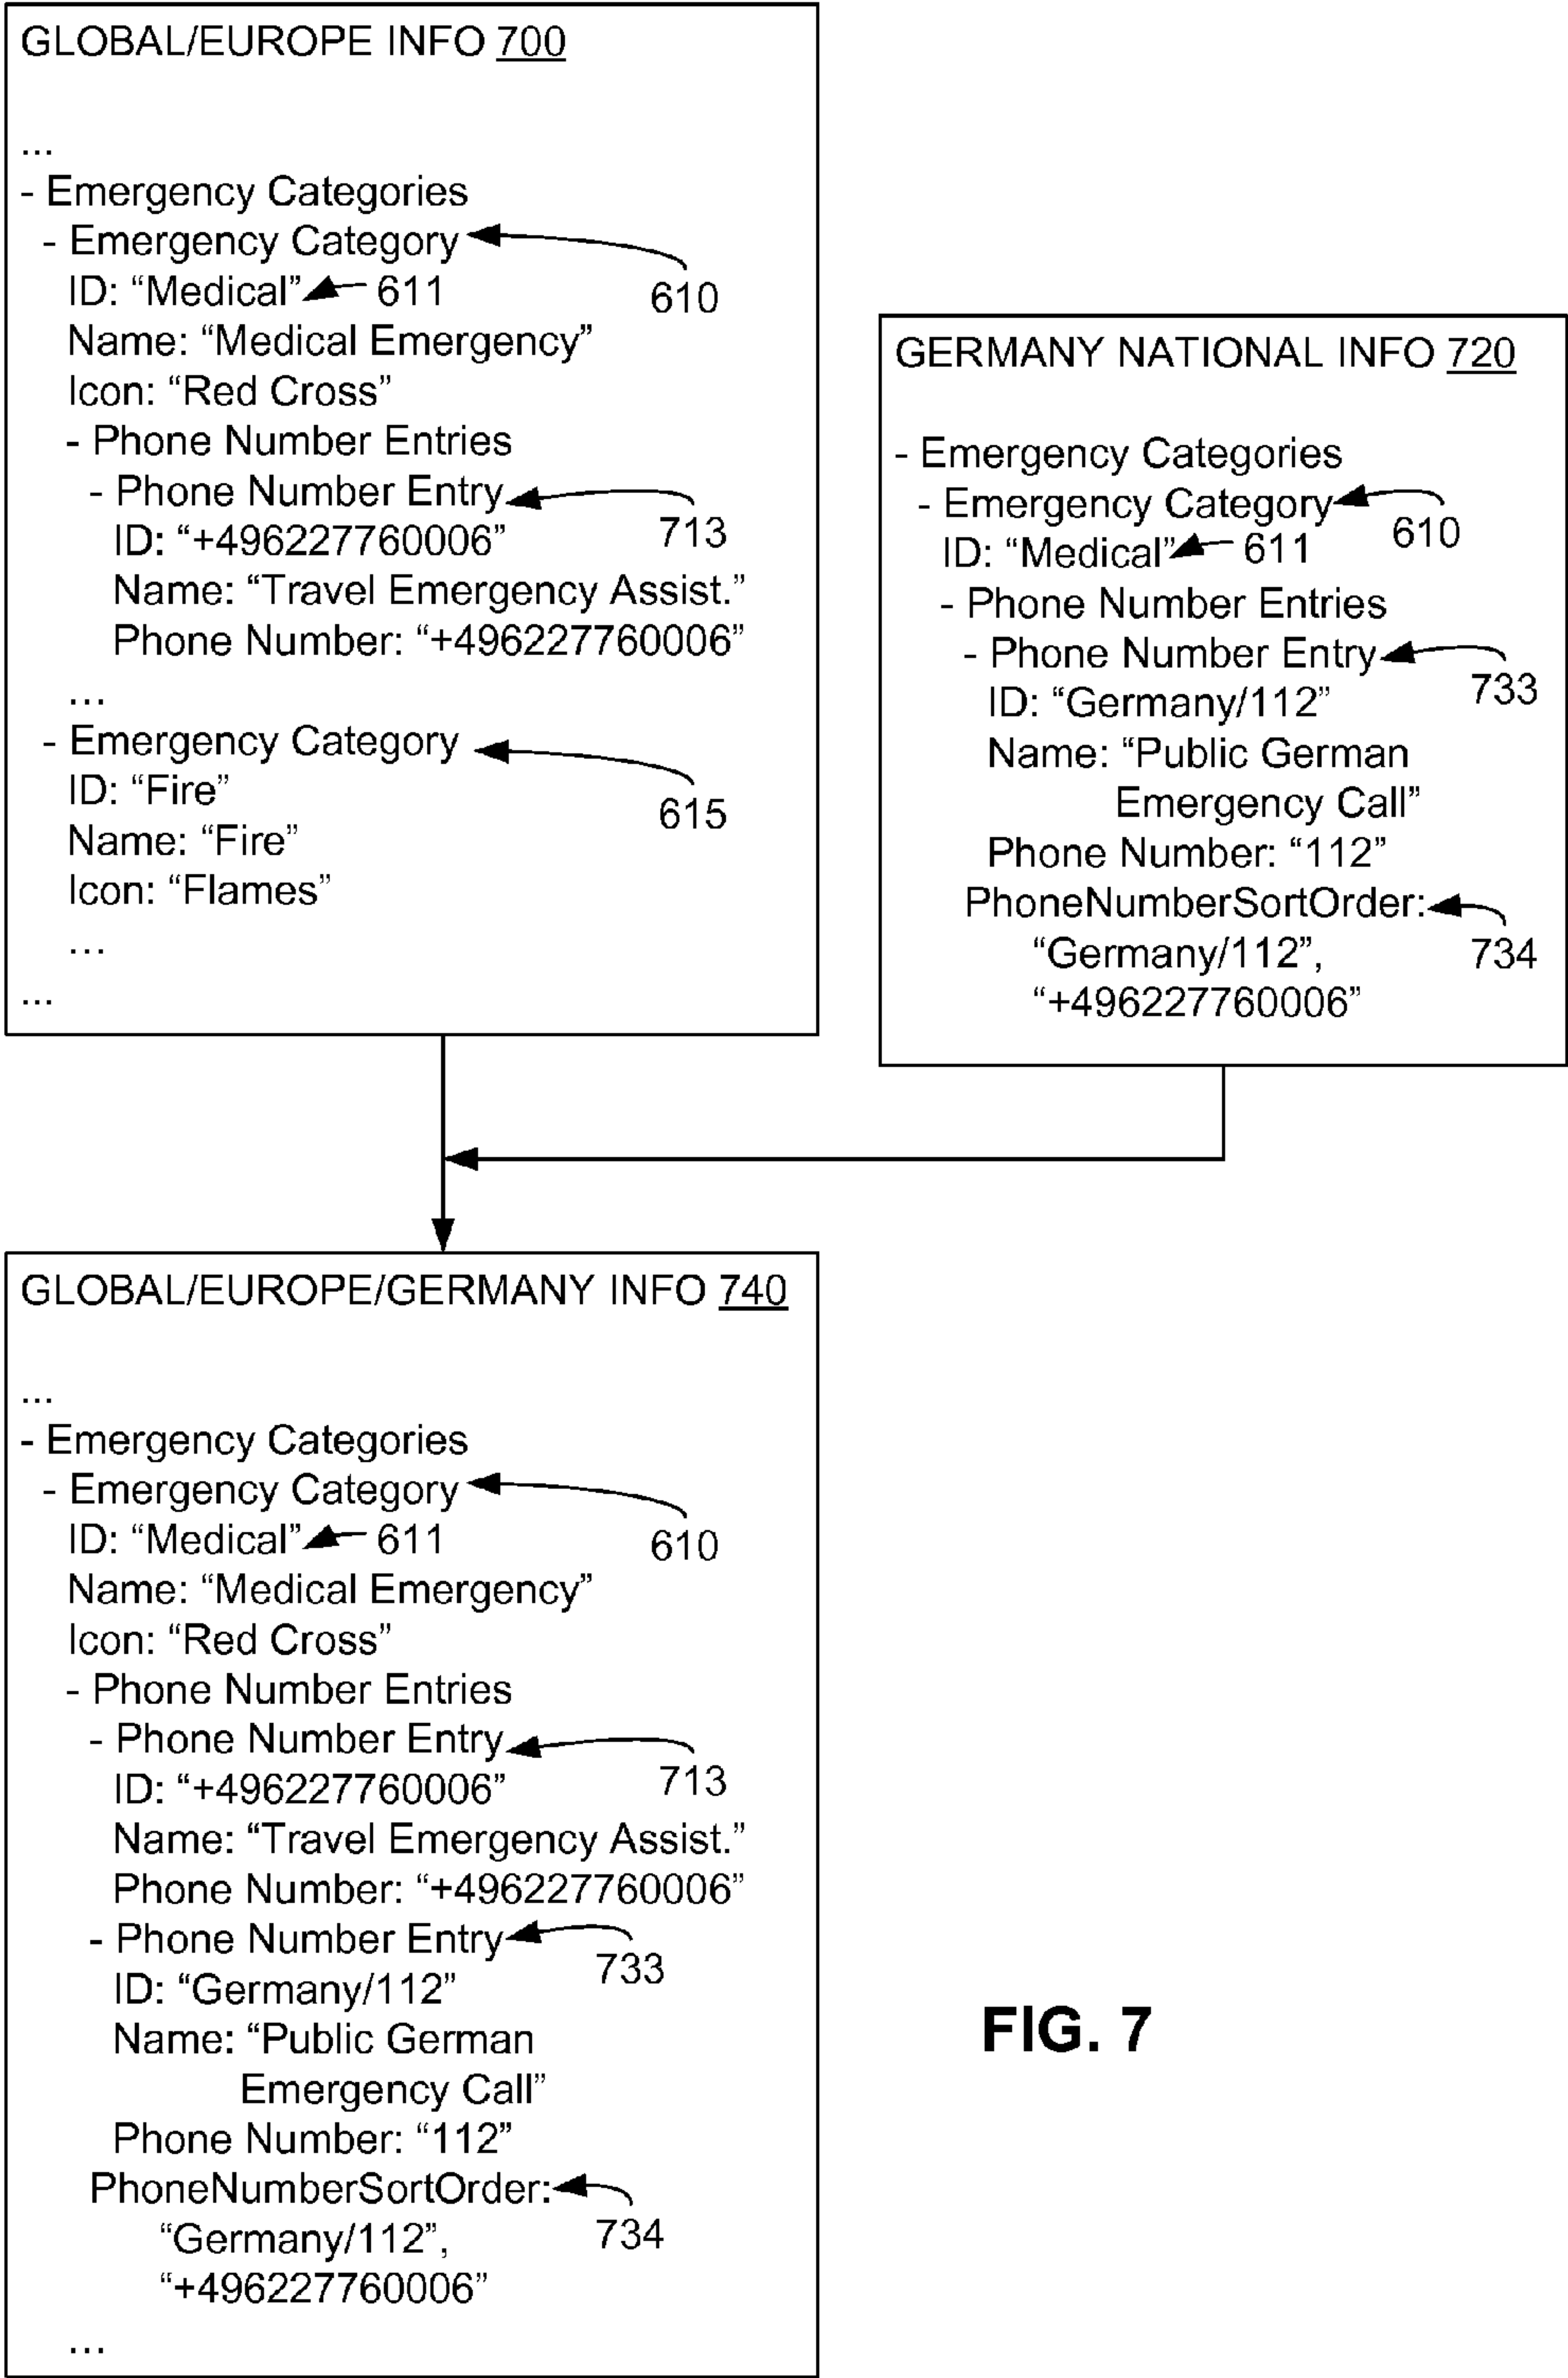 GLOBAL/EUROPE INFO 700
...
- Emergency Categories
- Emergency Category
610
ID: “Medical” 611
Name: “Medical Emergency”
Icon: “Red Cross”
- Phone Number Entries
- Phone Number Entry
713
ID: “+496227760006”
Name: “Travel Emergency Assist.”
Phone Number: “+496227760006”
...
- Emergency Category
615
ID: “Fire”
Name: “Fire”
Icon: “Flames”
...
...
GERMANY NATIONAL INFO 720
- Emergency Categories
- Emergency Category
610
ID: “Medical” 611
- Phone Number Entries
- Phone Number Entry
733
ID: “Germany/112”
Name: “Public German
Emergency Call”
Phone Number: “112”
PhoneNumberSortOrder:
734
“Germany/112”,
“+496227760006”
GLOBAL/EUROPE/GERMANY INFO 740
...
- Emergency Categories
- Emergency Category
610
ID: “Medical” 611
Name: “Medical Emergency”
Icon: “Red Cross”
- Phone Number Entries
- Phone Number Entry
713
ID: “+496227760006”
Name: “Travel Emergency Assist.”
Phone Number: “+496227760006”
- Phone Number Entry
733
ID: “Germany/112”
Name: “Public German
Emergency Call”
Phone Number: “112”
PhoneNumberSortOrder:
734
“Germany/112”,
“+496227760006”
...
FIG. 7